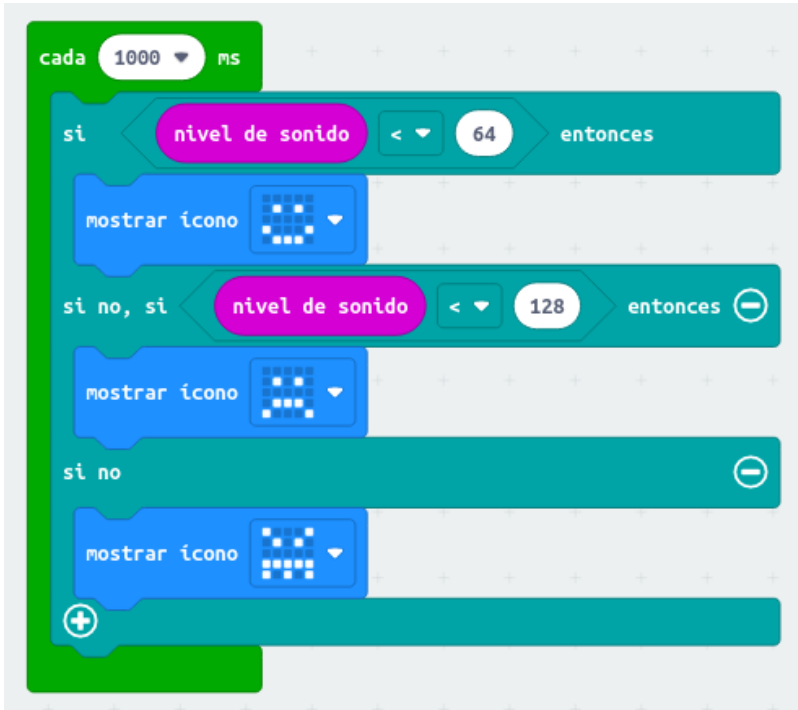 cada 1000 ms
si nivel de sonido < 64 entonces
mostrar ícono
si no, si nivel de sonido < 128 entonces
mostrar ícono
si no
mostrar ícono